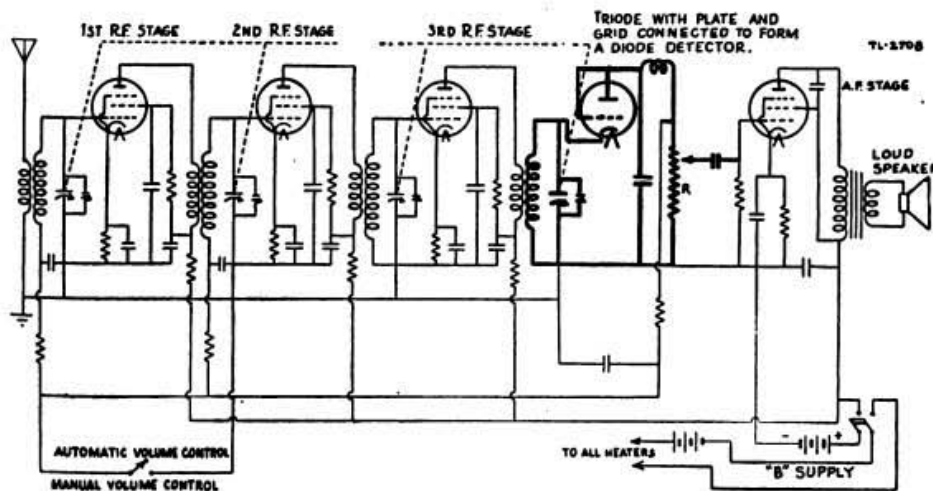 1ST R.F. STAGE
2ND R.F. STAGE
3RD R.F. STAGE
TRIODE WITH PLATE AND
GRID CONNECTED TO FORM
A DIODE DETECTOR.
TL-2708
A.F. STAGE
R
LOUD
SPEAKER
AUTOMATIC VOLUME CONTROL
MANUAL VOLUME CONTROL
TO ALL HEATERS
- +
"B" SUPPLY